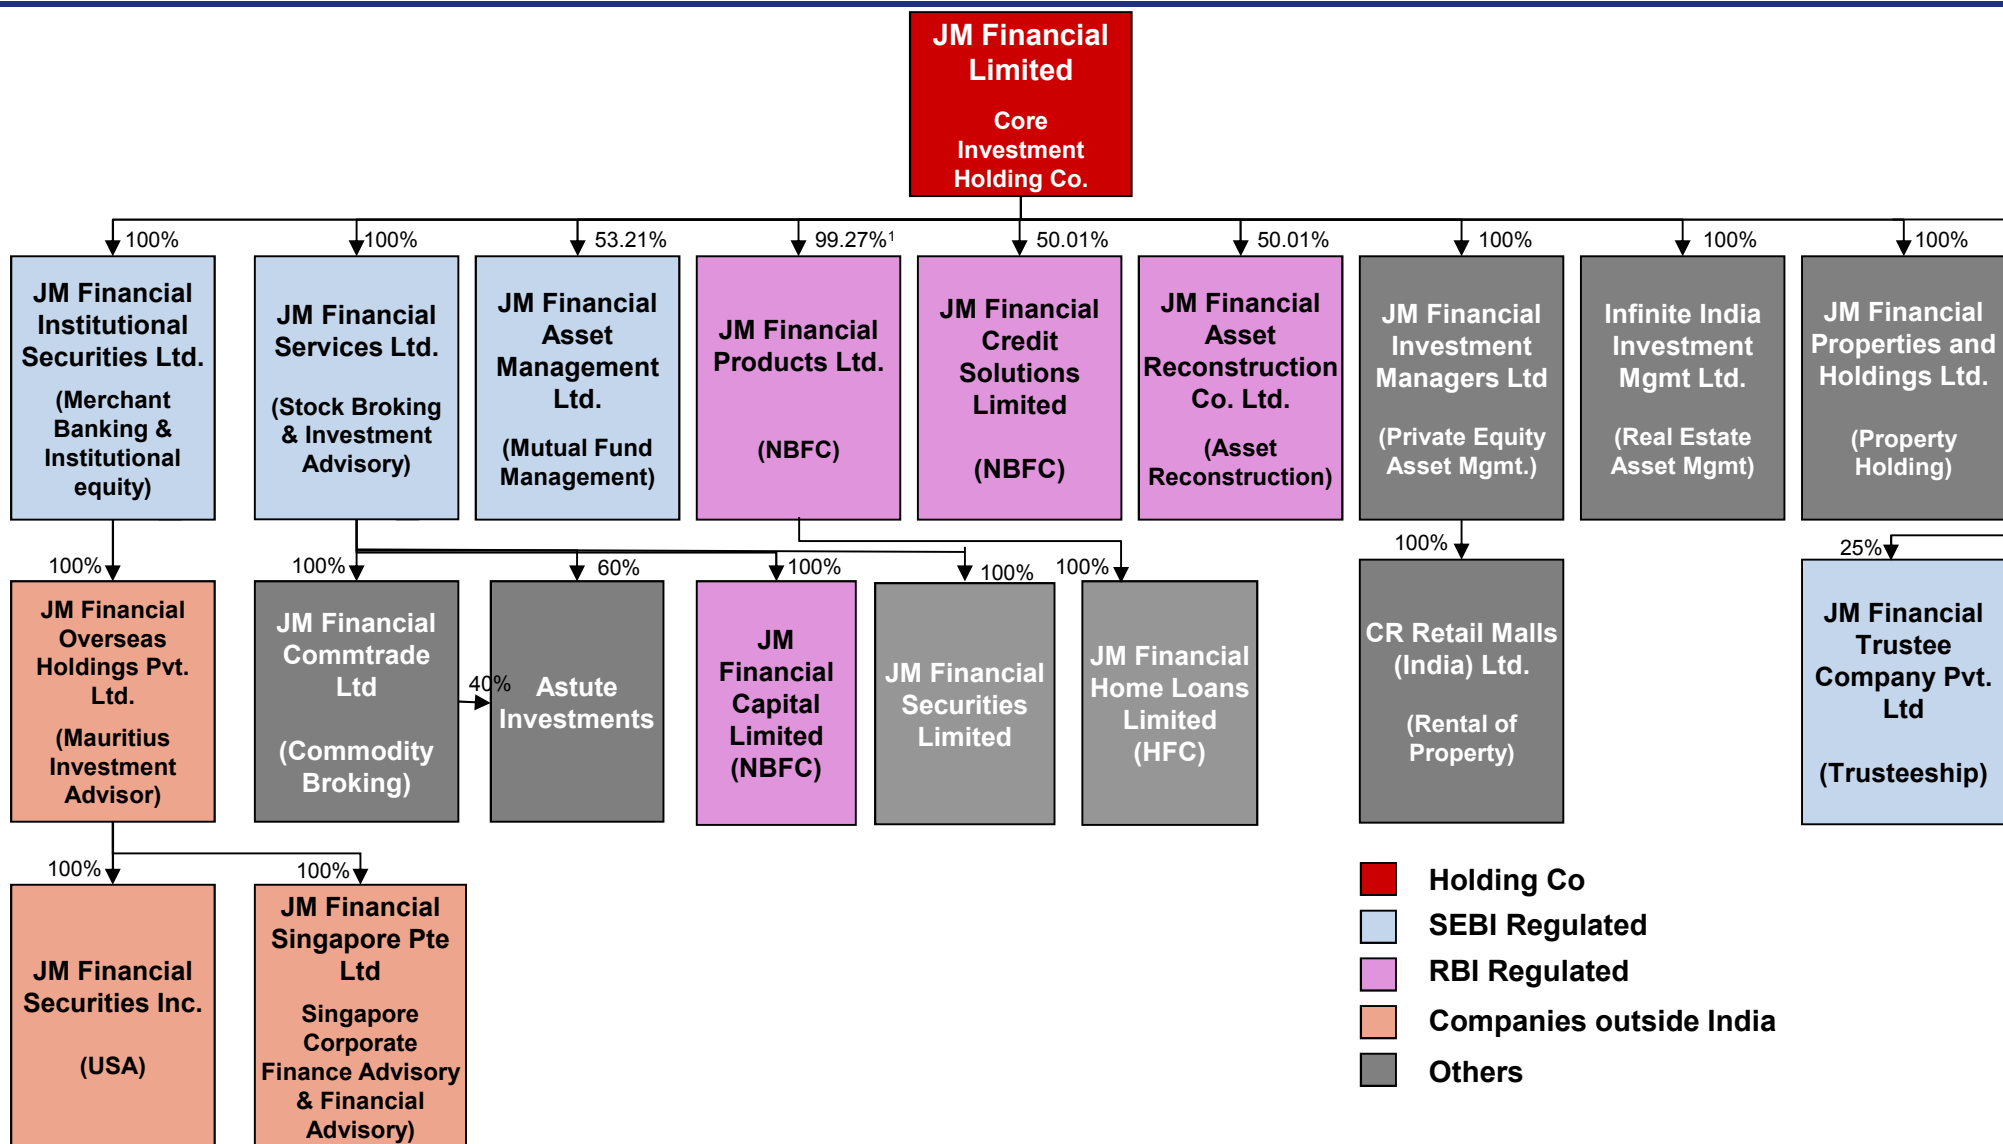 JM Financial
Limited
Core
Investment
Holding Co.
100%
100%
53.21%
99.27%¹
50.01%
50.01%
100%
100%
100%
JM Financial
Institutional
Securities Ltd.
(Merchant
Banking &
Institutional
equity)
JM Financial
Services Ltd.
(Stock Broking
& Investment
Advisory)
JM Financial
Asset
Management
Ltd.
(Mutual Fund
Management)
JM Financial
Products Ltd.
(NBFC)
JM Financial
Credit
Solutions
Limited
(NBFC)
JM Financial
Asset
Reconstruction
Co. Ltd.
(Asset
Reconstruction)
JM Financial
Investment
Managers Ltd
(Private Equity
Asset Mgmt.)
Infinite India
Investment
Mgmt Ltd.
(Real Estate
Asset Mgmt)
JM Financial
Properties and
Holdings Ltd.
(Property
Holding)
100%
100%
60%
100%
100%
100%
100%
25%
JM Financial
Overseas
Holdings Pvt.
Ltd.
(Mauritius
Investment
Advisor)
JM Financial
Commtrade
Ltd
(Commodity
Broking)
40%
Astute
Investments
JM
Financial
Capital
Limited
(NBFC)
JM Financial
Securities
Limited
JM Financial
Home Loans
Limited
(HFC)
CR Retail Malls
(India) Ltd.
(Rental of
Property)
JM Financial
Trustee
Company Pvt.
Ltd
(Trusteeship)
100%
100%
JM Financial
Securities Inc.
(USA)
JM Financial
Singapore Pte
Ltd
Singapore
Corporate
Finance Advisory
& Financial
Advisory)
Holding Co
SEBI Regulated
RBI Regulated
Companies outside India
Others